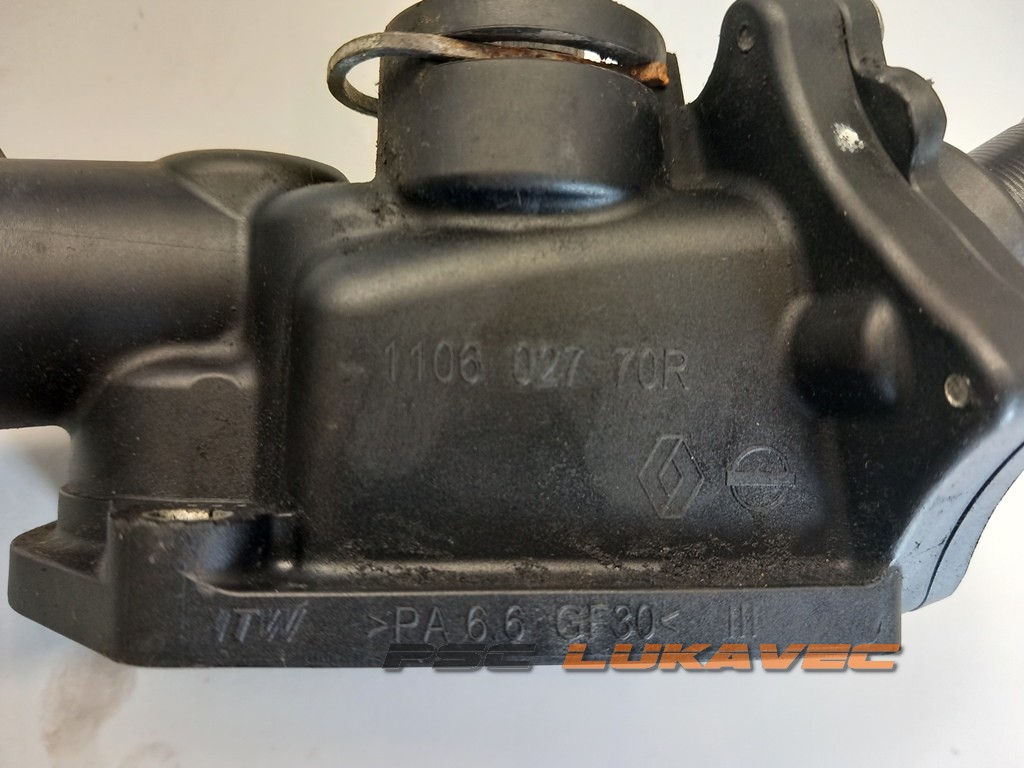 1106 027 70R
ITW >PA 6.6 GF30< III
PSC LUKAVEC